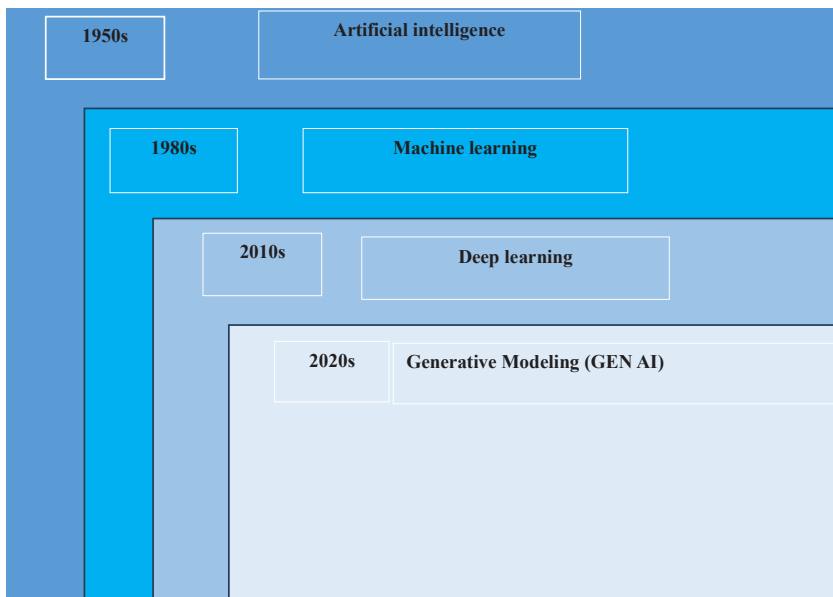 1950s
Artificial intelligence
1980s
Machine learning
2010s
Deep learning
2020s
Generative Modeling (GEN AI)